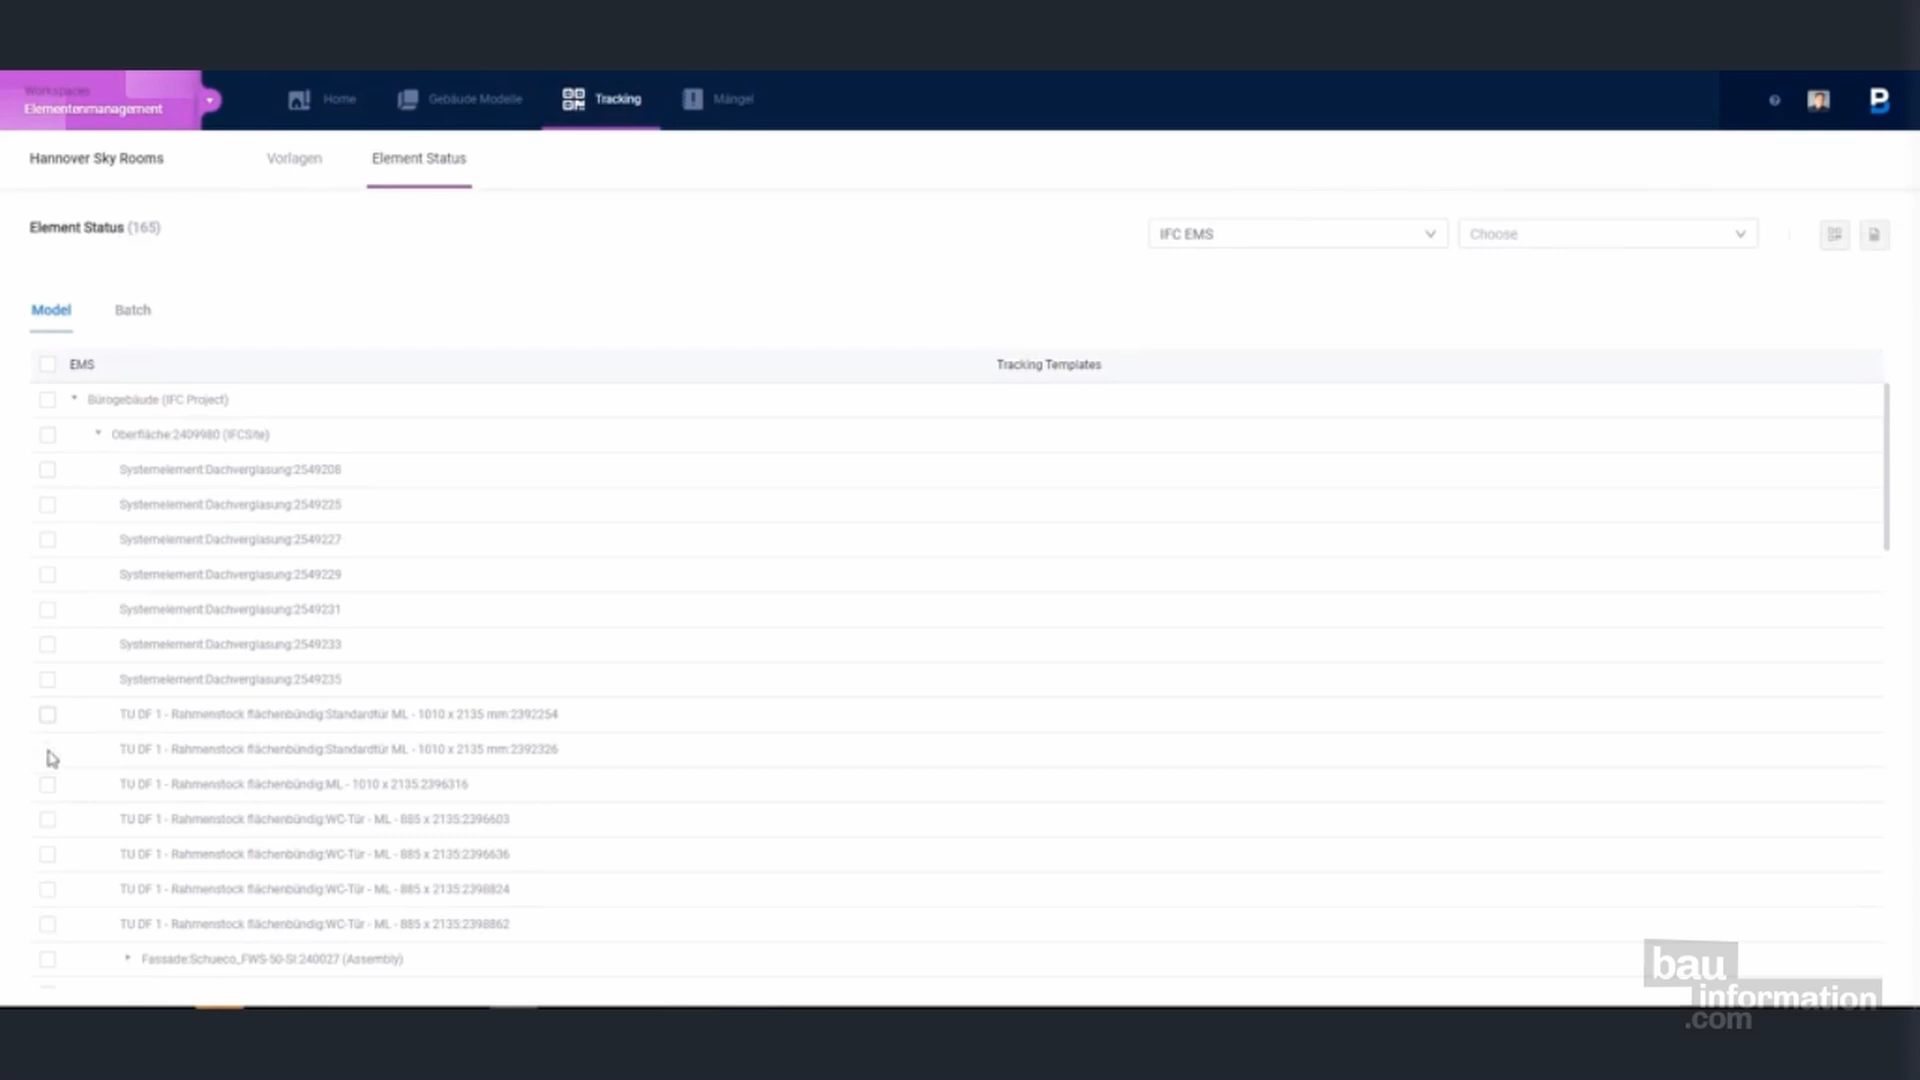 Workspaces
Elementenmanagement
Home
Gebäude Modelle
Tracking
Mängel
Hannover Sky Rooms
Vorlagen
Element Status
Element Status (165)
IFC EMS
Choose
Model
Batch
EMS
Tracking Templates
Bürogebäude (IFC Project)
Oberfläche:2409980 (IFCSite)
Systemelement:Dachverglasung:2549208
Systemelement:Dachverglasung:2549225
Systemelement:Dachverglasung:2549227
Systemelement:Dachverglasung:2549229
Systemelement:Dachverglasung:2549231
Systemelement:Dachverglasung:2549233
Systemelement:Dachverglasung:2549235
TU DF 1 - Rahmenstock flächenbündig:Standardtür ML - 1010 x 2135 mm:2392254
TU DF 1 - Rahmenstock flächenbündig:Standardtür ML - 1010 x 2135 mm:2392326
TU DF 1 - Rahmenstock flächenbündig:ML - 1010 x 2135:2396316
TU DF 1 - Rahmenstock flächenbündig:WC-Tür - ML - 885 x 2135:2396603
TU DF 1 - Rahmenstock flächenbündig:WC-Tür - ML - 885 x 2135:2396636
TU DF 1 - Rahmenstock flächenbündig:WC-Tür - ML - 885 x 2135:2398824
TU DF 1 - Rahmenstock flächenbündig:WC-Tür - ML - 885 x 2135:2398862
Fassade:Schueco_FWS-50-SI:240027 (Assembly)
bau
information
.com